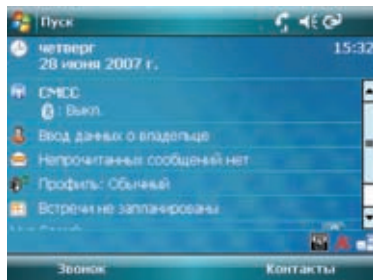 Пуск
четверг 15:32
28 июня 2007 г.
CMCC
: Выкл.
Ввод данных о владельце
Непрочитанных сообщений нет
Профиль: Обычный
Встречи не запланированы
Звонок Контакты